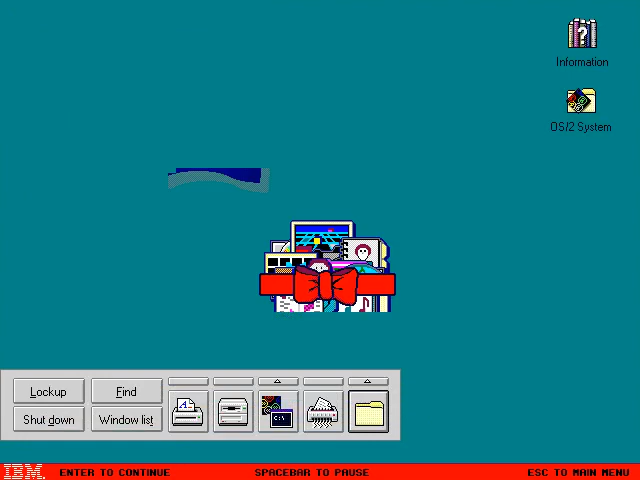 Information
OS/2 System
Lockup
Find
Shut down
Window list
A
C:\
IBM.
ENTER TO CONTINUE
SPACEBAR TO PAUSE
ESC TO MAIN MENU